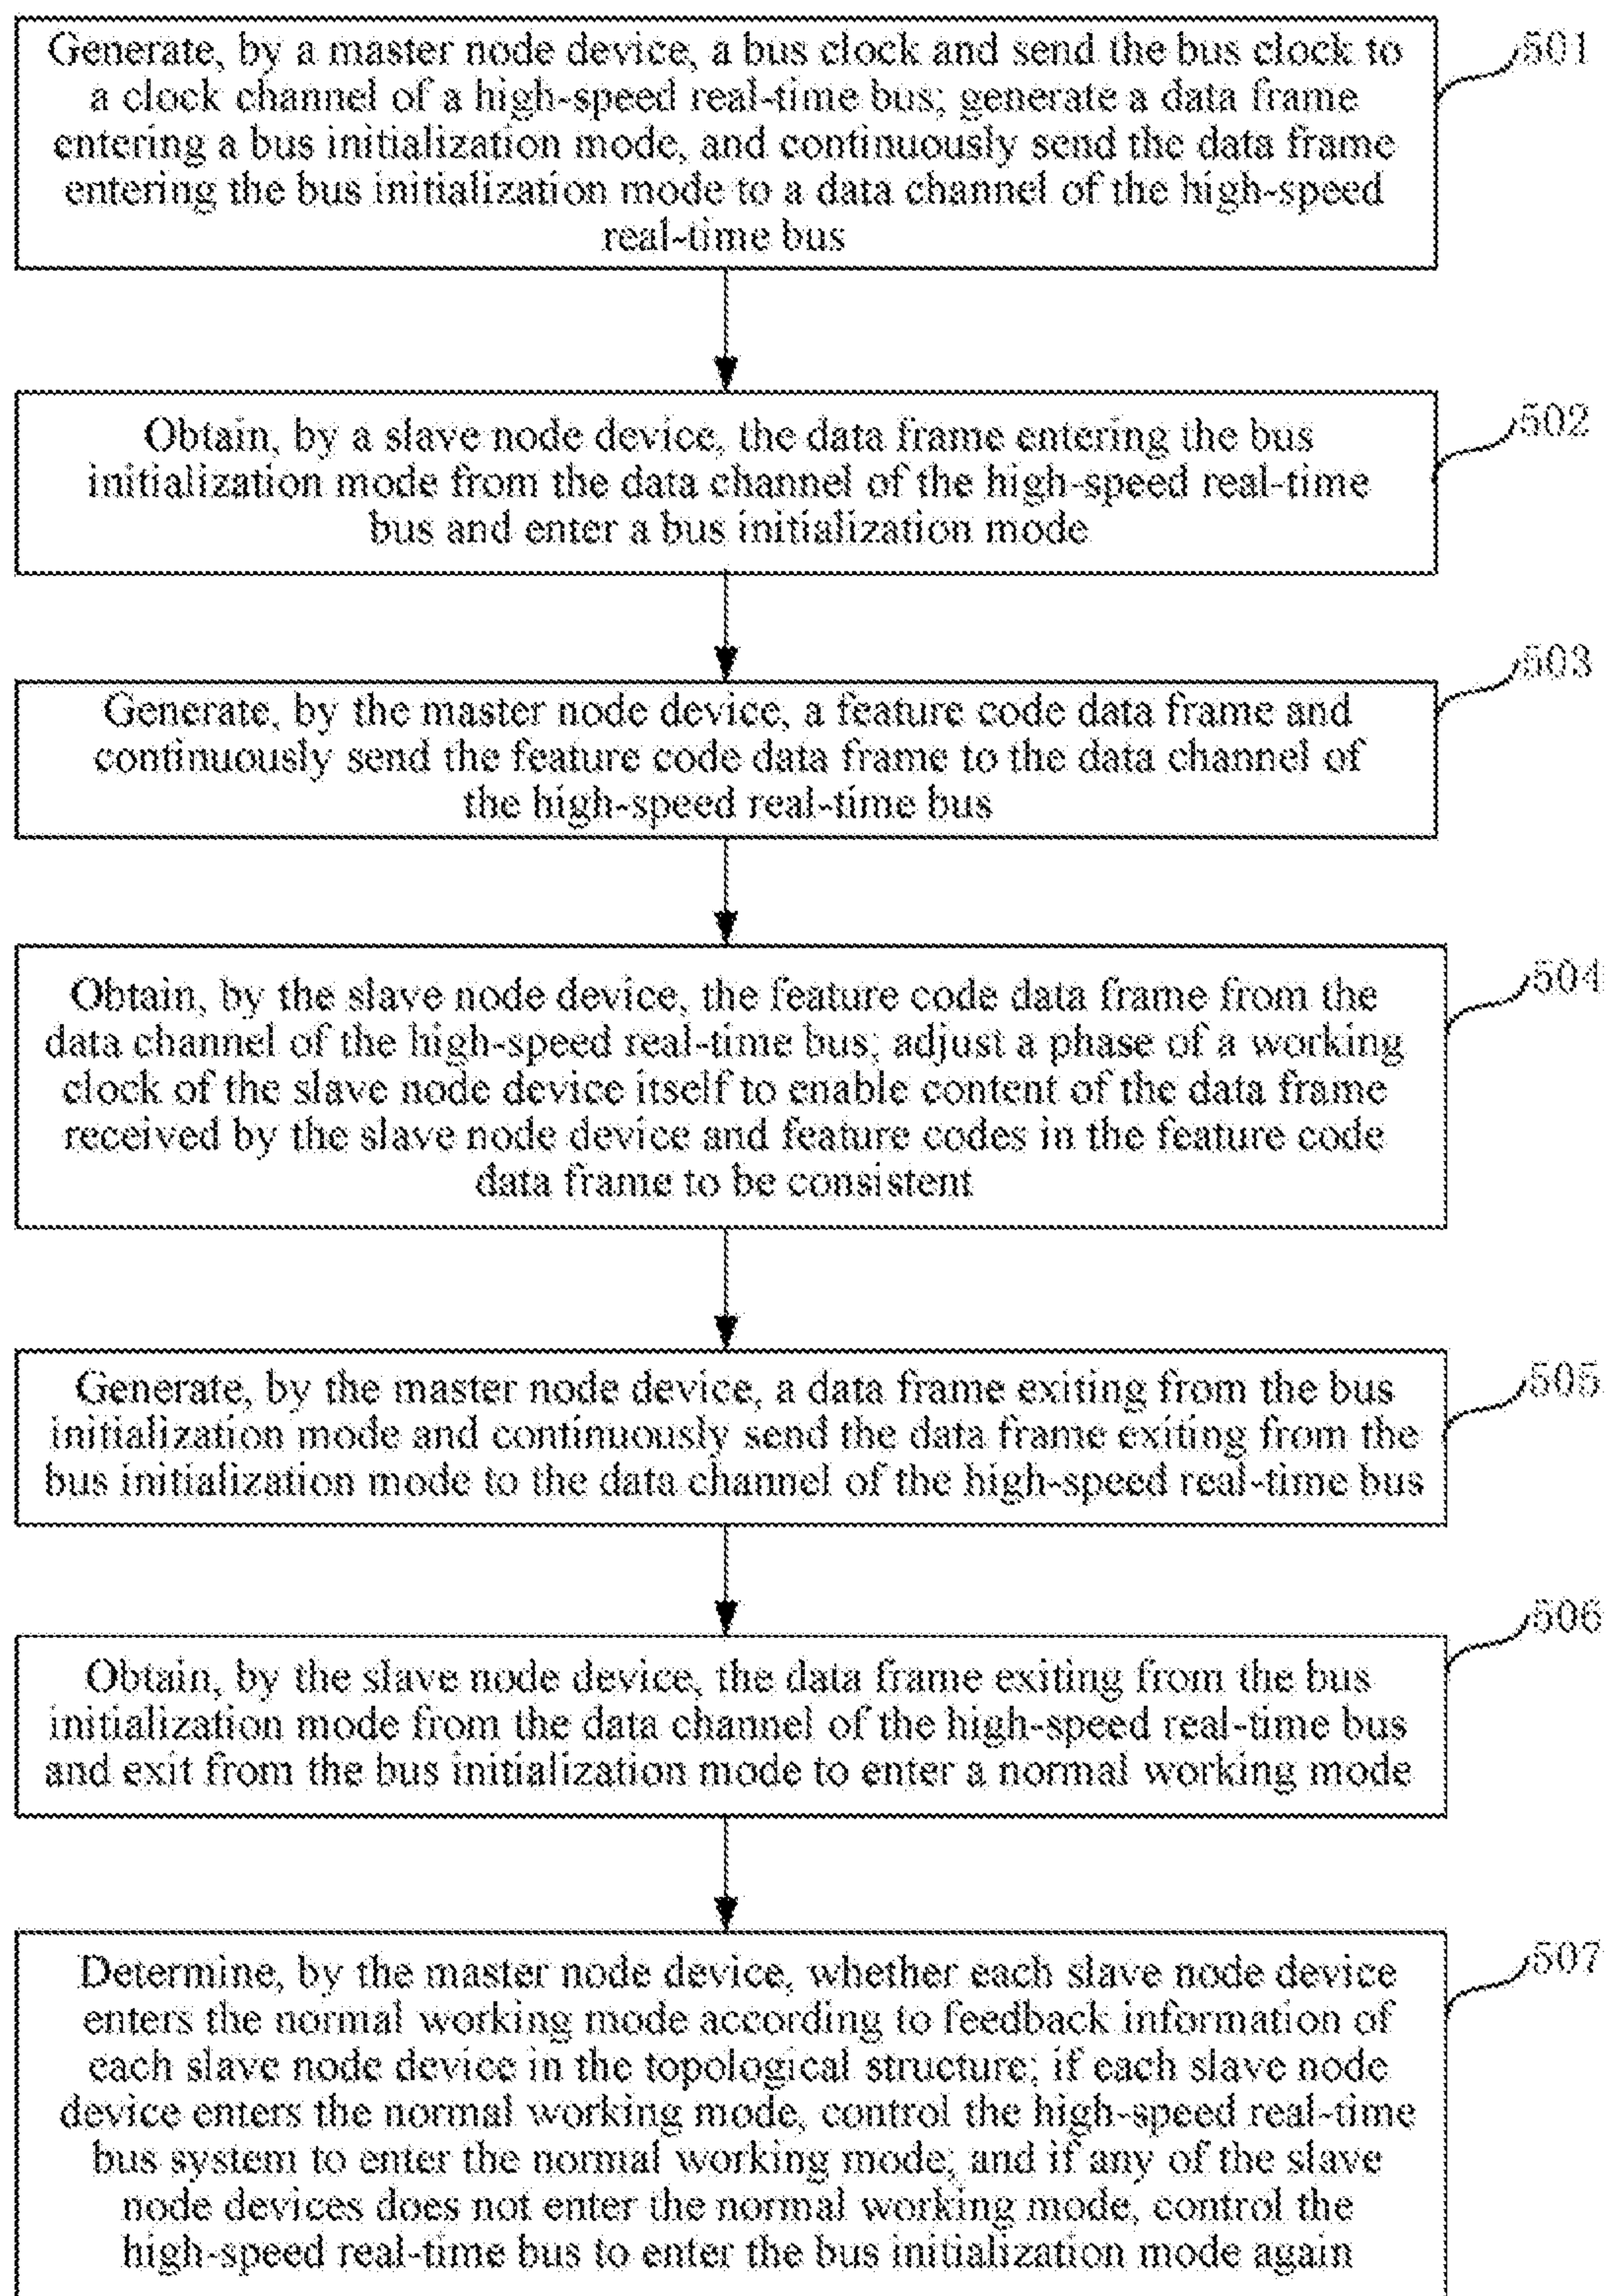 Generate, by a master node device, a bus clock and send the bus clock to
501
a clock channel of a high-speed real-time bus; generate a data frame
entering a bus initialization mode, and continuously send the data frame
entering the bus initialization mode to a data channel of the high-speed
real-time bus
502
Obtain, by a slave node device, the data frame entering the bus
initialization mode from the data channel of the high-speed real-time
bus and enter a bus initialization mode
503
Generate, by the master node device, a feature code data frame and
continuously send the feature code data frame to the data channel of
the high-speed real-time bus
504
Obtain, by the slave node device, the feature code data frame from the
data channel of the high-speed real-time bus; adjust a phase of a working
clock of the slave node device itself to enable content of the data frame
received by the slave node device and feature codes in the feature code
data frame to be consistent
505
Generate, by the master node device, a data frame exiting from the bus
initialization mode and continuously send the data frame exiting from the
bus initialization mode to the data channel of the high-speed real-time bus
506
Obtain, by the slave node device, the data frame exiting from the bus
initialization mode from the data channel of the high-speed real-time bus
and exit from the bus initialization mode to enter a normal working mode
507
Determine, by the master node device, whether each slave node device
enters the normal working mode according to feedback information of
each slave node device in the topological structure; if each slave node
device enters the normal working mode, control the high-speed real-time
bus system to enter the normal working mode; and if any of the slave
node devices does not enter the normal working mode, control the
high-speed real-time bus to enter the bus initialization mode again